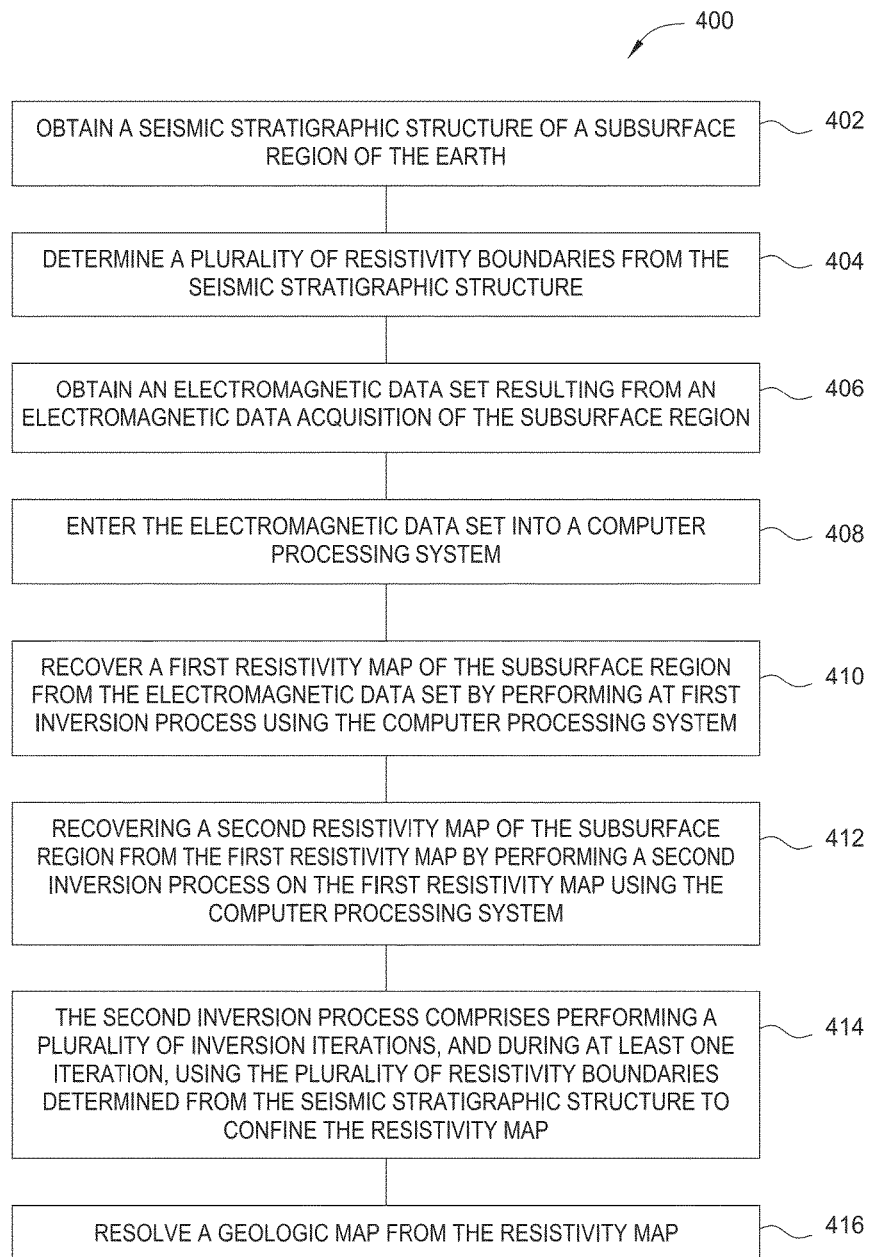 400
OBTAIN A SEISMIC STRATIGRAPHIC STRUCTURE OF A SUBSURFACE
REGION OF THE EARTH
402
DETERMINE A PLURALITY OF RESISTIVITY BOUNDARIES FROM THE
SEISMIC STRATIGRAPHIC STRUCTURE
404
OBTAIN AN ELECTROMAGNETIC DATA SET RESULTING FROM AN
ELECTROMAGNETIC DATA ACQUISITION OF THE SUBSURFACE REGION
406
ENTER THE ELECTROMAGNETIC DATA SET INTO A COMPUTER
PROCESSING SYSTEM
408
RECOVER A FIRST RESISTIVITY MAP OF THE SUBSURFACE REGION
FROM THE ELECTROMAGNETIC DATA SET BY PERFORMING AT FIRST
INVERSION PROCESS USING THE COMPUTER PROCESSING SYSTEM
410
RECOVERING A SECOND RESISTIVITY MAP OF THE SUBSURFACE
REGION FROM THE FIRST RESISTIVITY MAP BY PERFORMING A SECOND
INVERSION PROCESS ON THE FIRST RESISTIVITY MAP USING THE
COMPUTER PROCESSING SYSTEM
412
THE SECOND INVERSION PROCESS COMPRISES PERFORMING A
PLURALITY OF INVERSION ITERATIONS, AND DURING AT LEAST ONE
ITERATION, USING THE PLURALITY OF RESISTIVITY BOUNDARIES
DETERMINED FROM THE SEISMIC STRATIGRAPHIC STRUCTURE TO
CONFINE THE RESISTIVITY MAP
414
RESOLVE A GEOLOGIC MAP FROM THE RESISTIVITY MAP
416